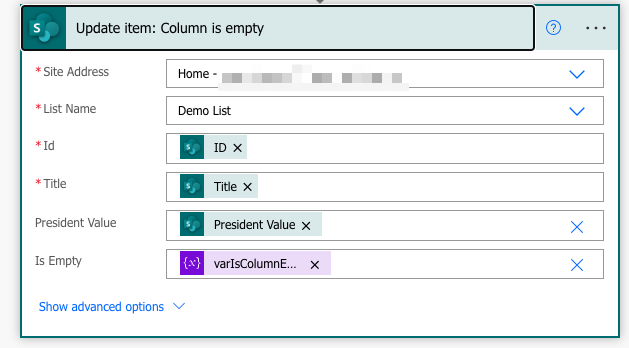 Update item: Column is empty
* Site Address
Home -
* List Name
Demo List
* Id
ID
* Title
Title
President Value
President Value
Is Empty
{x} varIsColumnE...
Show advanced options